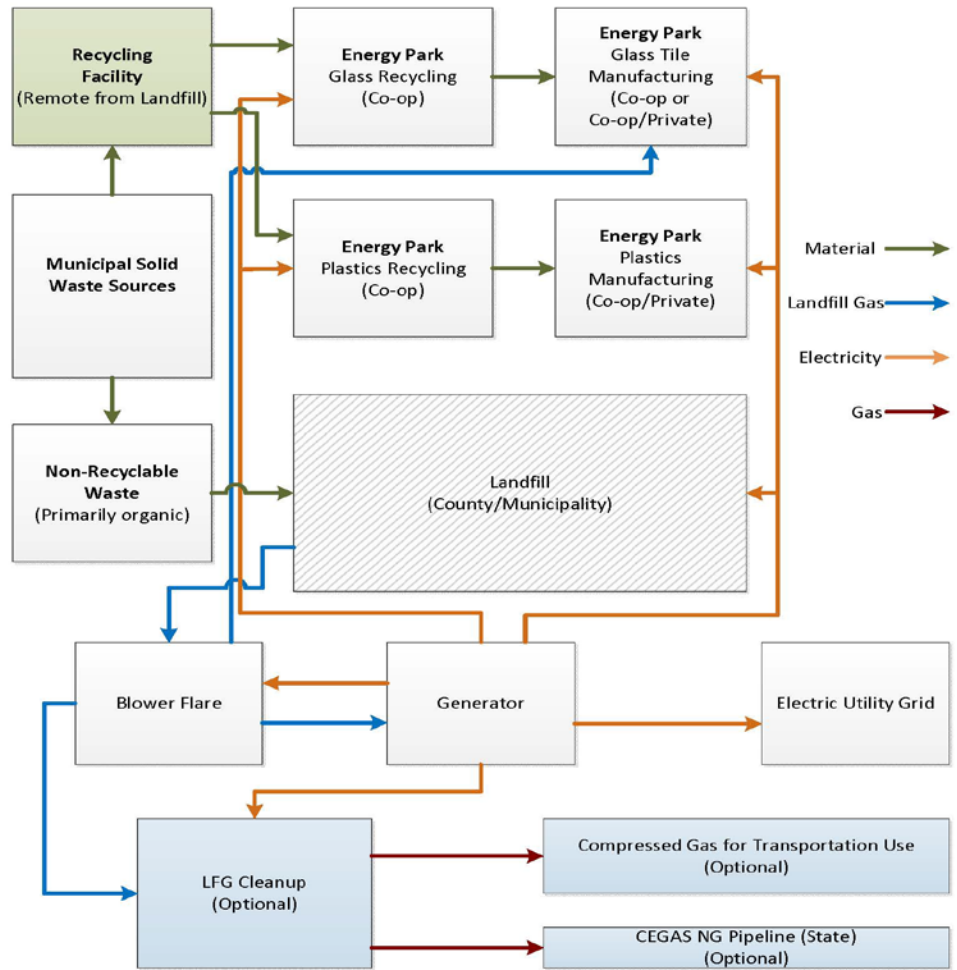 Recycling
Facility
(Remote from Landfill)
Energy Park
Glass Recycling
(Co-op)
Energy Park
Glass Tile
Manufacturing
(Co-op or
Co-op/Private)
Municipal Solid
Waste Sources
Energy Park
Plastics Recycling
(Co-op)
Energy Park
Plastics
Manufacturing
(Co-op/Private)
Material
Landfill Gas
Electricity
Gas
Non-Recyclable
Waste
(Primarily organic)
Landfill
(County/Municipality)
Blower Flare
Generator
Electric Utility Grid
LFG Cleanup
(Optional)
Compressed Gas for Transportation Use
(Optional)
CEGAS NG Pipeline (State)
(Optional)